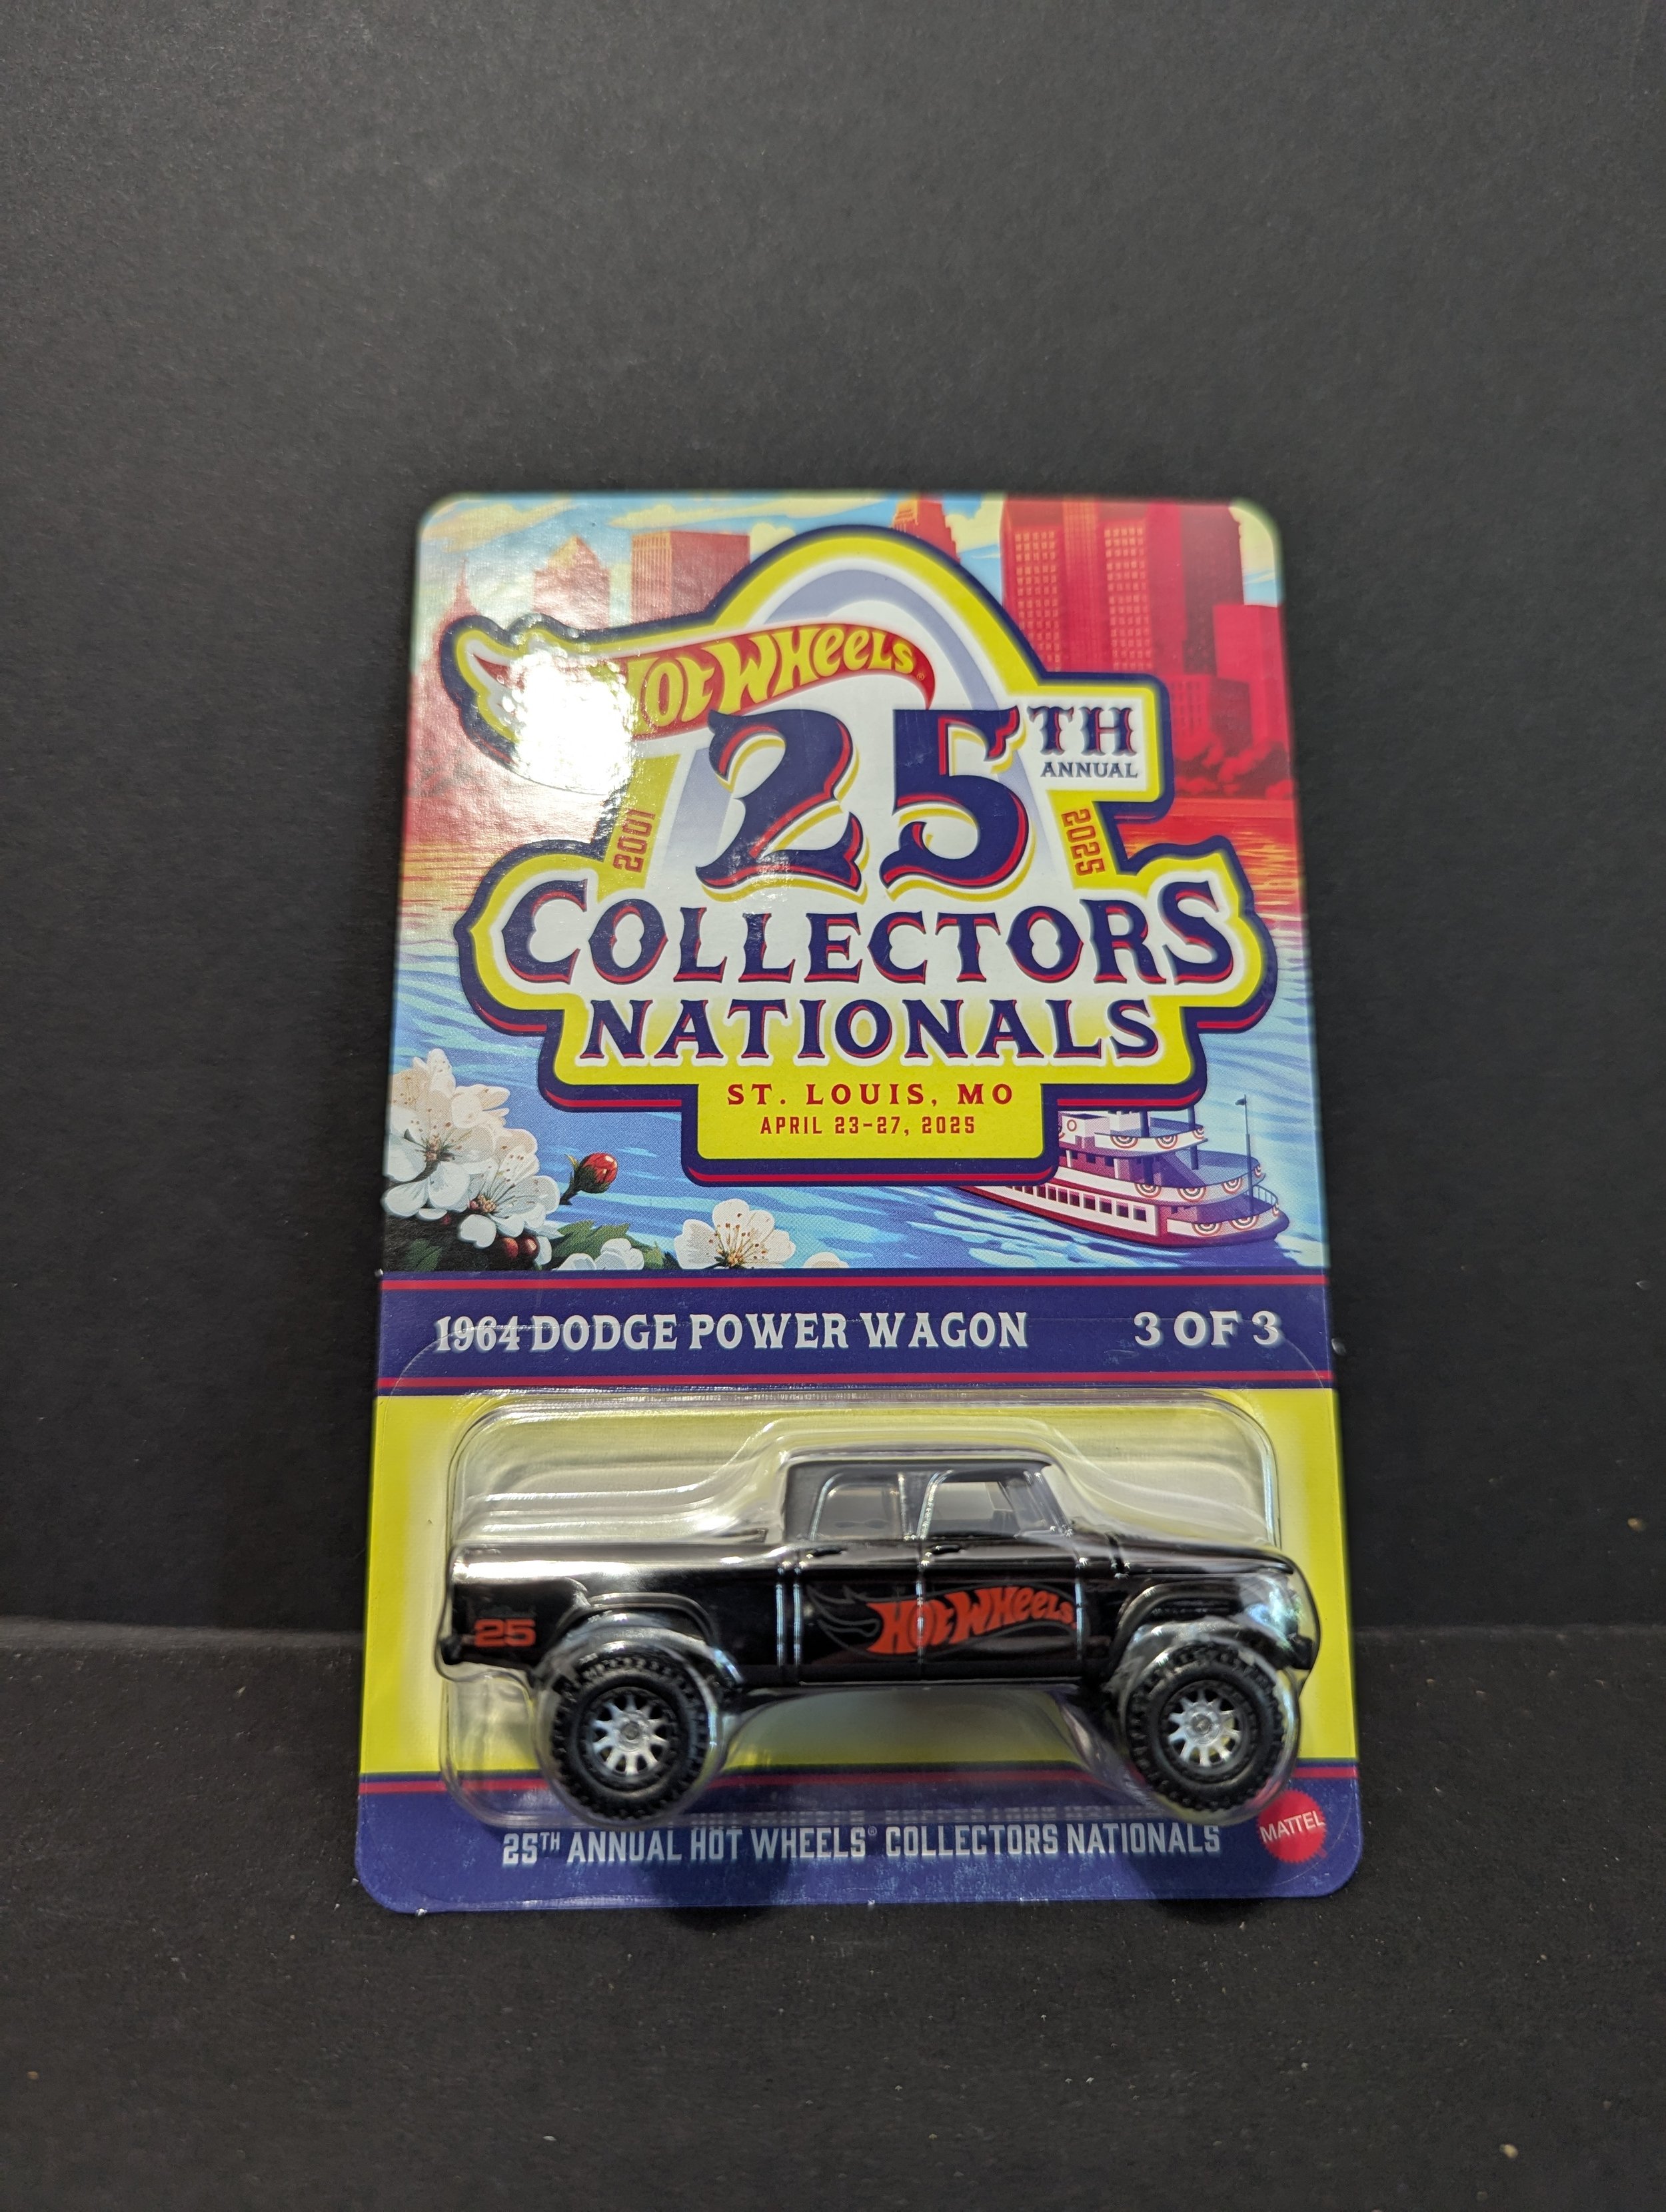 HOT WHEELS®
25TH
ANNUAL
2001
2025
COLLECTORS
NATIONALS
ST. LOUIS, MO
APRIL 23-27, 2025
1964 DODGE POWER WAGON 3 OF 3
HOT WHEELS
25
25TH ANNUAL HOT WHEELS® COLLECTORS NATIONALS
MATTEL